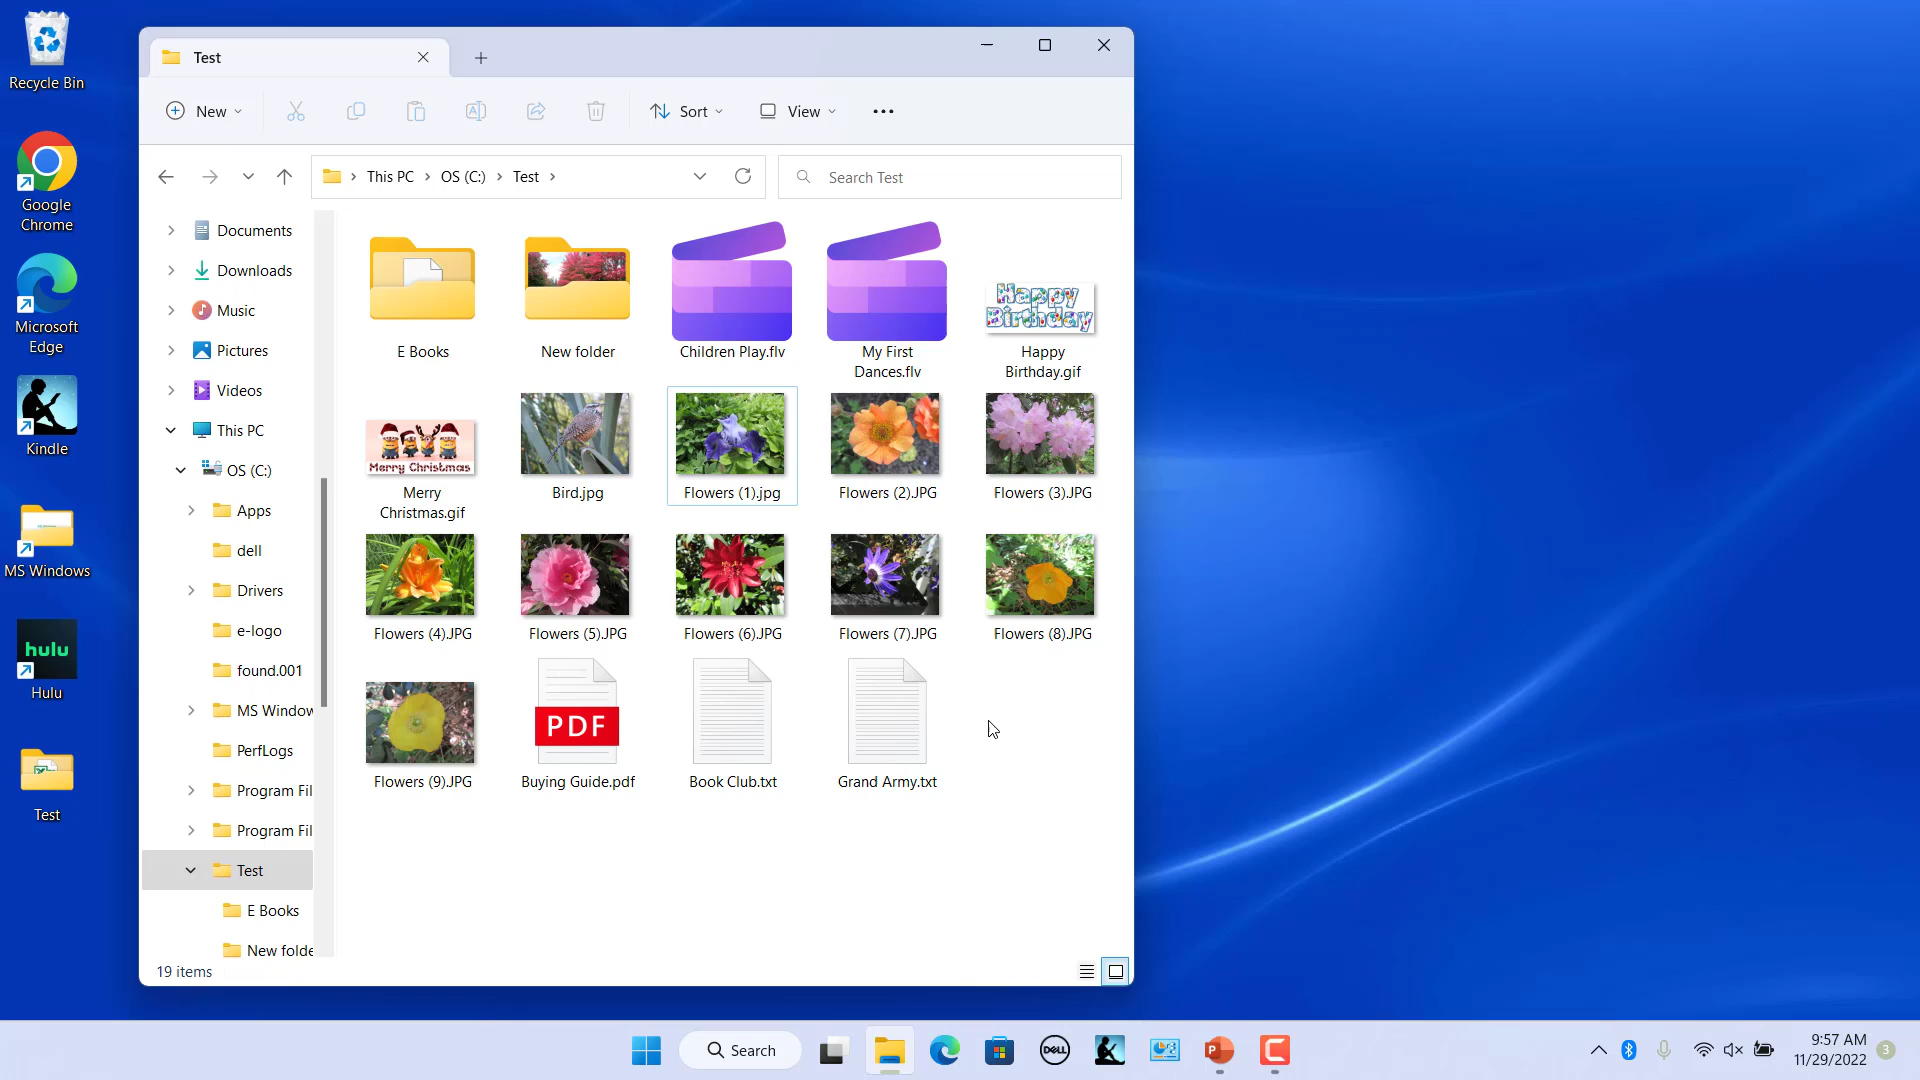 Recycle Bin
Google
Chrome
Microsoft
Edge
Kindle
MS Windows
hulu
Hulu
Test
Test
New
Sort
View
This PC
OS (C:)
Test
Search Test
Documents
Downloads
Music
Pictures
Videos
This PC
OS (C:)
Apps
dell
Drivers
e-logo
found.001
MS Window
PerfLogs
Program Fil
Program Fil
Test
E Books
New folde
E Books
New folder
Children Play.flv
My First
Dances.flv
Happy
Birthday
Happy
Birthday.gif
Merry Christmas
Merry
Christmas.gif
Bird.jpg
Flowers (1).jpg
Flowers (2).JPG
Flowers (3).JPG
Flowers (4).JPG
Flowers (5).JPG
Flowers (6).JPG
Flowers (7).JPG
Flowers (8).JPG
Flowers (9).JPG
PDF
Buying Guide.pdf
Book Club.txt
Grand Army.txt
19 items
Search
DELL
P
9:57 AM
11/29/2022
3